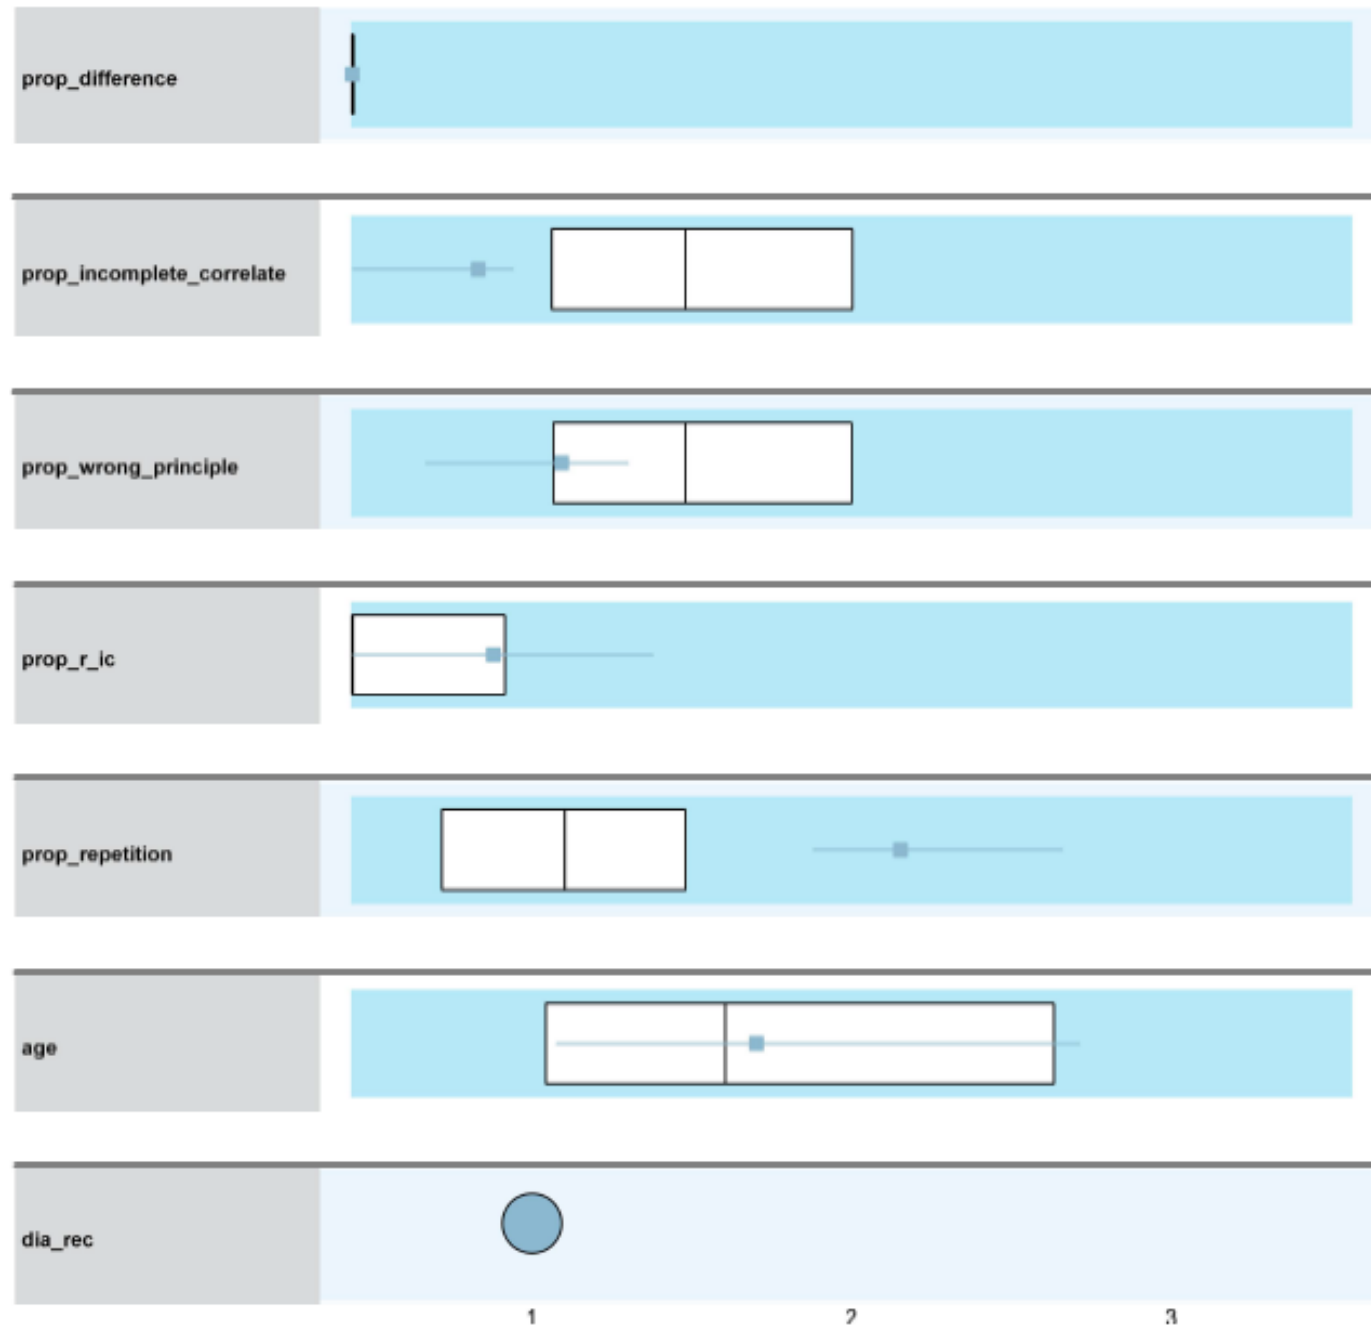 prop_difference
prop_incomplete_correlate
prop_wrong_principle
prop_r_ic
prop_repetition
age
dia_rec
1 2 3